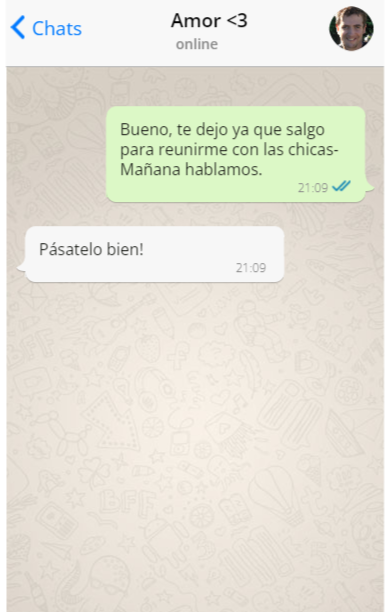 Chats
Amor <3
online
Bueno, te dejo ya que salgo
para reunirme con las chicas-
Mañana hablamos.
21:09
Pásatelo bien!
21:09
BFF